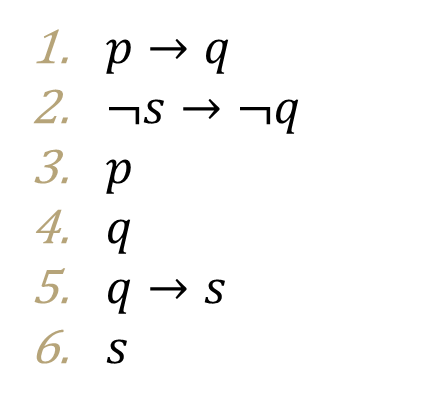 1. p → q
2. ¬s → ¬q
3. p
4. q
5. q → s
6. s